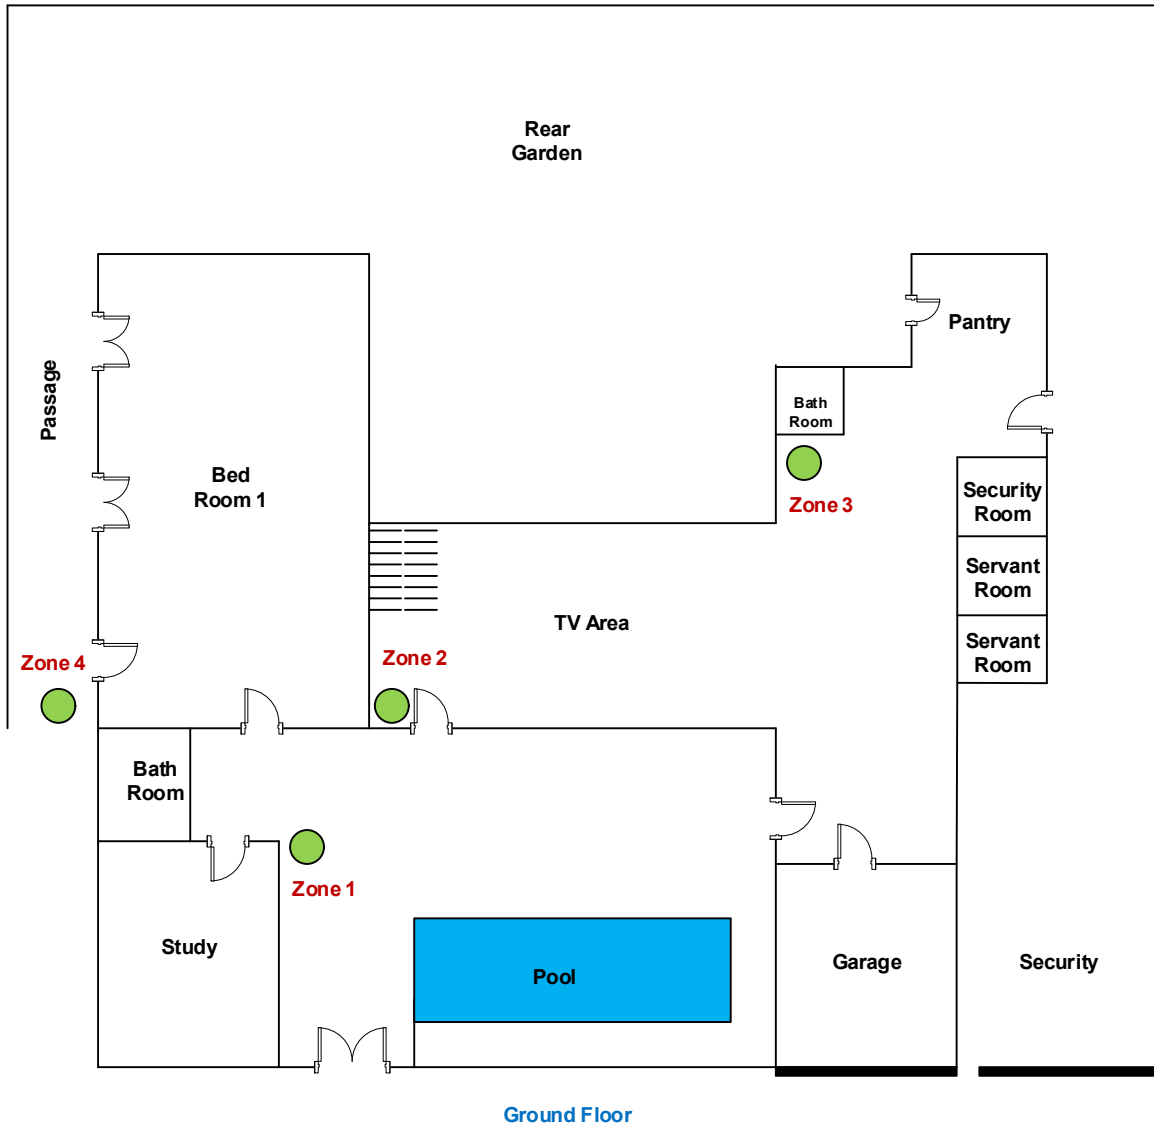 Rear
Garden
Pantry
Passage
Bath
Room
Bed
Room 1
Zone 3
Security
Room
Servant
Room
TV Area
Servant
Room
Zone 4
Zone 2
Bath
Room
Zone 1
Study
Pool
Garage
Security
Ground Floor